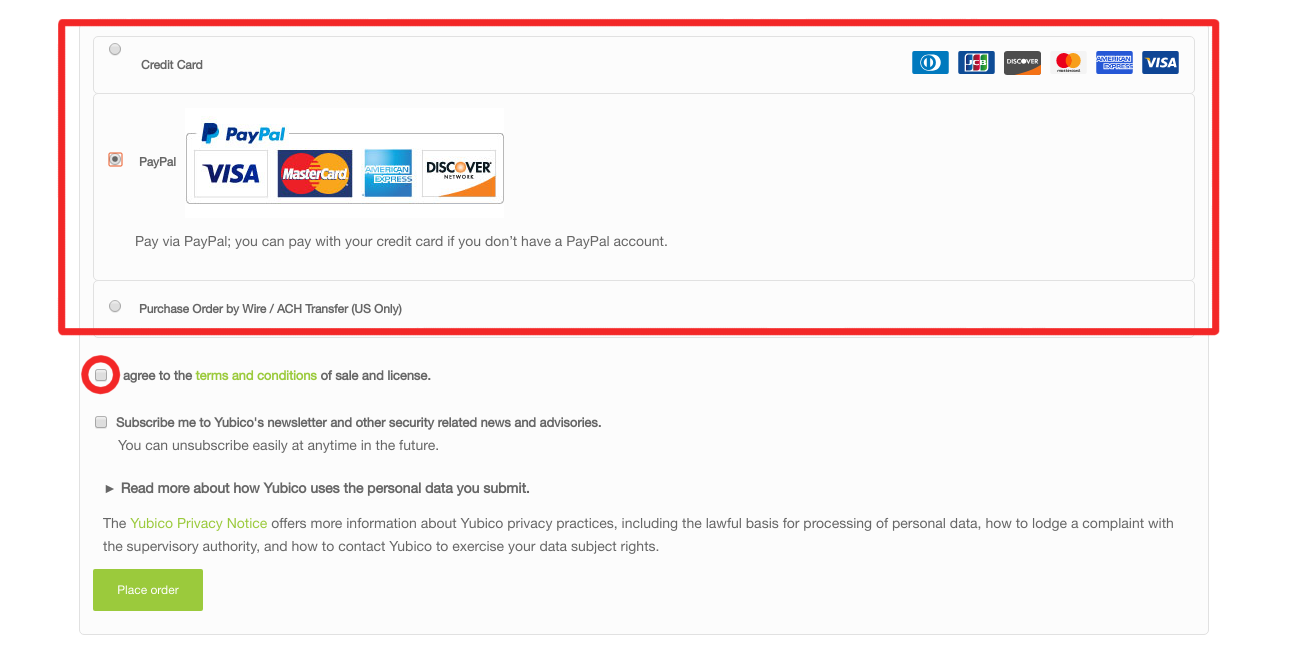 Credit Card
DISCOVER
mastercard
AMERICAN EXPRESS
VISA
JCB
PayPal
PayPal
VISA
MasterCard
AMERICAN EXPRESS
DISCOVER
NETWORK
Pay via PayPal; you can pay with your credit card if you don’t have a PayPal account.
Purchase Order by Wire / ACH Transfer (US Only)
agree to the terms and conditions of sale and license.
Subscribe me to Yubico's newsletter and other security related news and advisories.
You can unsubscribe easily at anytime in the future.
► Read more about how Yubico uses the personal data you submit.
The Yubico Privacy Notice offers more information about Yubico privacy practices, including the lawful basis for processing of personal data, how to lodge a complaint with
the supervisory authority, and how to contact Yubico to exercise your data subject rights.
Place order